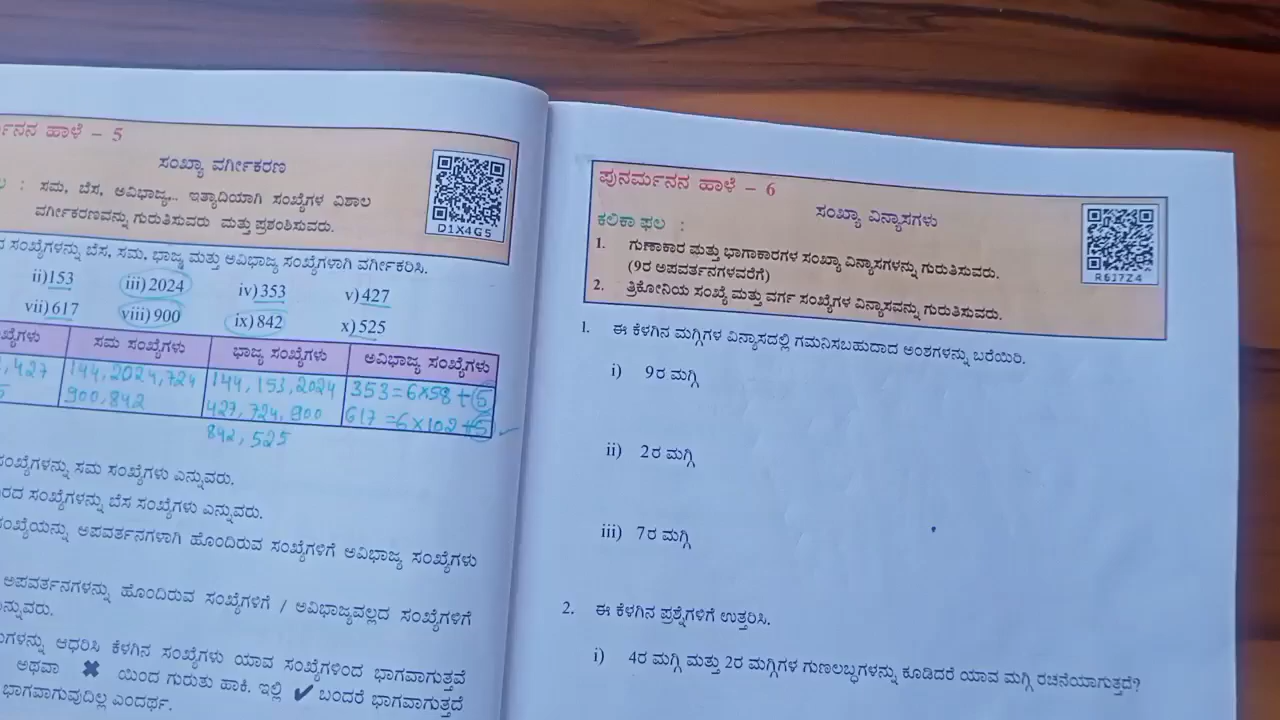 ಹಾಳೆ – 5
ಸಂಖ್ಯಾ ವರ್ಗೀಕರಣ
: ಸಮ, ಬೆಸ, ಅವಿಭಾಜ್ಯ... ಇತ್ಯಾದಿಯಾಗಿ ಸಂಖ್ಯೆಗಳ ವಿಶಾಲ
ವರ್ಗೀಕರಣವನ್ನು ಗುರುತಿಸುವರು ಮತ್ತು ಪ್ರಶಂಶಿಸುವರು.
D1X4G5
ಸಂಖ್ಯೆಗಳನ್ನು ಬೆಸ, ಸಮ, ಭಾಜ್ಯ ಮತ್ತು ಅವಿಭಾಜ್ಯ ಸಂಖ್ಯೆಗಳಾಗಿ ವರ್ಗೀಕರಿಸಿ.
ii) 153 iii) 2024 iv) 353 v) 427
vii) 617 viii) 900 ix) 842 x) 525
ಸಮ ಸಂಖ್ಯೆಗಳು ಭಾಜ್ಯ ಸಂಖ್ಯೆಗಳು ಅವಿಭಾಜ್ಯ ಸಂಖ್ಯೆಗಳು
, 427 144, 2024, 724 144, 153, 2024 353 = 6×58 + 5
900, 842 427, 724, 900 617 = 6×102 + 5
842, 525
ಸಂಖ್ಯೆಗಳನ್ನು ಸಮ ಸಂಖ್ಯೆಗಳು ಎನ್ನುವರು.
ಸಂಖ್ಯೆಗಳನ್ನು ಬೆಸ ಸಂಖ್ಯೆಗಳು ಎನ್ನುವರು.
ಅಪವರ್ತನಗಳಾಗಿ ಹೊಂದಿರುವ ಸಂಖ್ಯೆಗಳಿಗೆ ಅವಿಭಾಜ್ಯ ಸಂಖ್ಯೆಗಳು
ಅಪವರ್ತನಗಳನ್ನು ಹೊಂದಿರುವ ಸಂಖ್ಯೆಗಳಿಗೆ / ಅವಿಭಾಜ್ಯವಲ್ಲದ ಸಂಖ್ಯೆಗಳಿಗೆ
ಆಧರಿಸಿ ಕೆಳಗಿನ ಸಂಖ್ಯೆಗಳು ಯಾವ ಸಂಖ್ಯೆಗಳಿಂದ ಭಾಗವಾಗುತ್ತವೆ
ಅಥವಾ ✖ ಯಿಂದ ಗುರುತು ಹಾಕಿ. ಇಲ್ಲಿ ✔ ಬಂದರೆ ಭಾಗವಾಗುತ್ತದೆ
ಭಾಗವಾಗುವುದಿಲ್ಲ ಎಂದರ್ಥ.
ಪುನರ್ಮನನ ಹಾಳೆ – 6
ಸಂಖ್ಯಾ ವಿನ್ಯಾಸಗಳು
ಕಲಿಕಾ ಫಲ :
1. ಗುಣಾಕಾರ ಮತ್ತು ಭಾಗಾಕಾರಗಳ ಸಂಖ್ಯಾ ವಿನ್ಯಾಸಗಳನ್ನು ಗುರುತಿಸುವರು.
(9ರ ಅಪವರ್ತನಗಳವರೆಗೆ)
2. ತ್ರಿಕೋನಿಯ ಸಂಖ್ಯೆ ಮತ್ತು ವರ್ಗ ಸಂಖ್ಯೆಗಳ ವಿನ್ಯಾಸವನ್ನು ಗುರುತಿಸುವರು.
R6J7Z4
1. ಈ ಕೆಳಗಿನ ಮಗ್ಗಿಗಳ ವಿನ್ಯಾಸದಲ್ಲಿ ಗಮನಿಸಬಹುದಾದ ಅಂಶಗಳನ್ನು ಬರೆಯಿರಿ.
i) 9ರ ಮಗ್ಗಿ
ii) 2ರ ಮಗ್ಗಿ
iii) 7ರ ಮಗ್ಗಿ
2. ಈ ಕೆಳಗಿನ ಪ್ರಶ್ನೆಗಳಿಗೆ ಉತ್ತರಿಸಿ.
i) 4ರ ಮಗ್ಗಿ ಮತ್ತು 2ರ ಮಗ್ಗಿಗಳ ಗುಣಲಬ್ಧಗಳನ್ನು ಕೂಡಿದರೆ ಯಾವ ಮಗ್ಗಿ ರಚನೆಯಾಗುತ್ತದೆ?